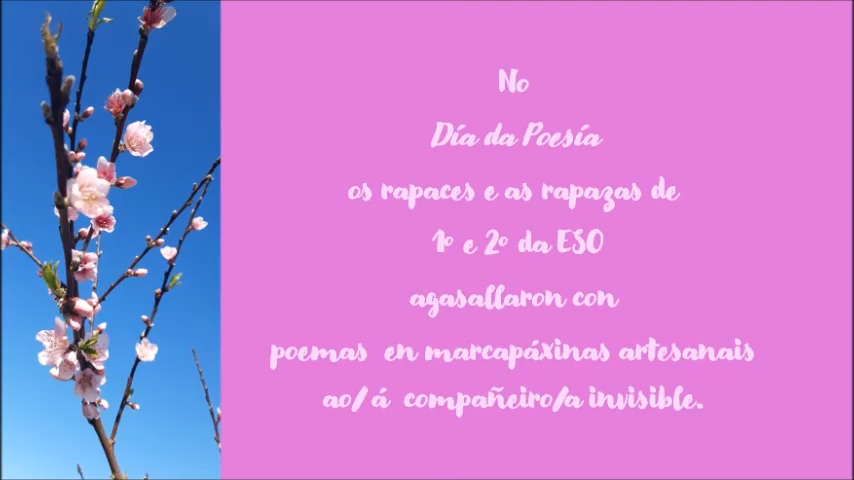 No
Día da Poesía
os rapaces e as rapazas de
1º e 2º da ESO
agasallaron con
poemas en marcapáxinas artesanais
ao/ á compañeiro/a invisible.